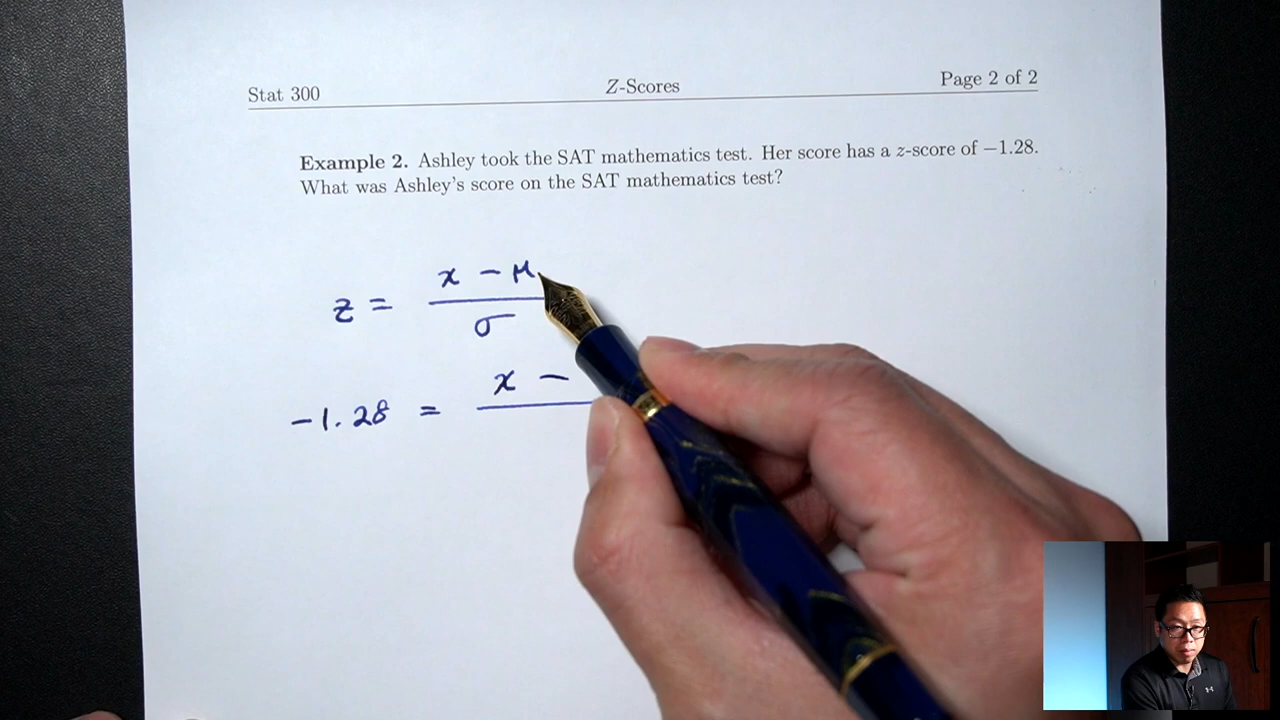 Stat 300 Z-Scores Page 2 of 2
Example 2. Ashley took the SAT mathematics test. Her score has a z-score of −1.28.
What was Ashley's score on the SAT mathematics test?
z = x − μ
σ
−1.28 = x −